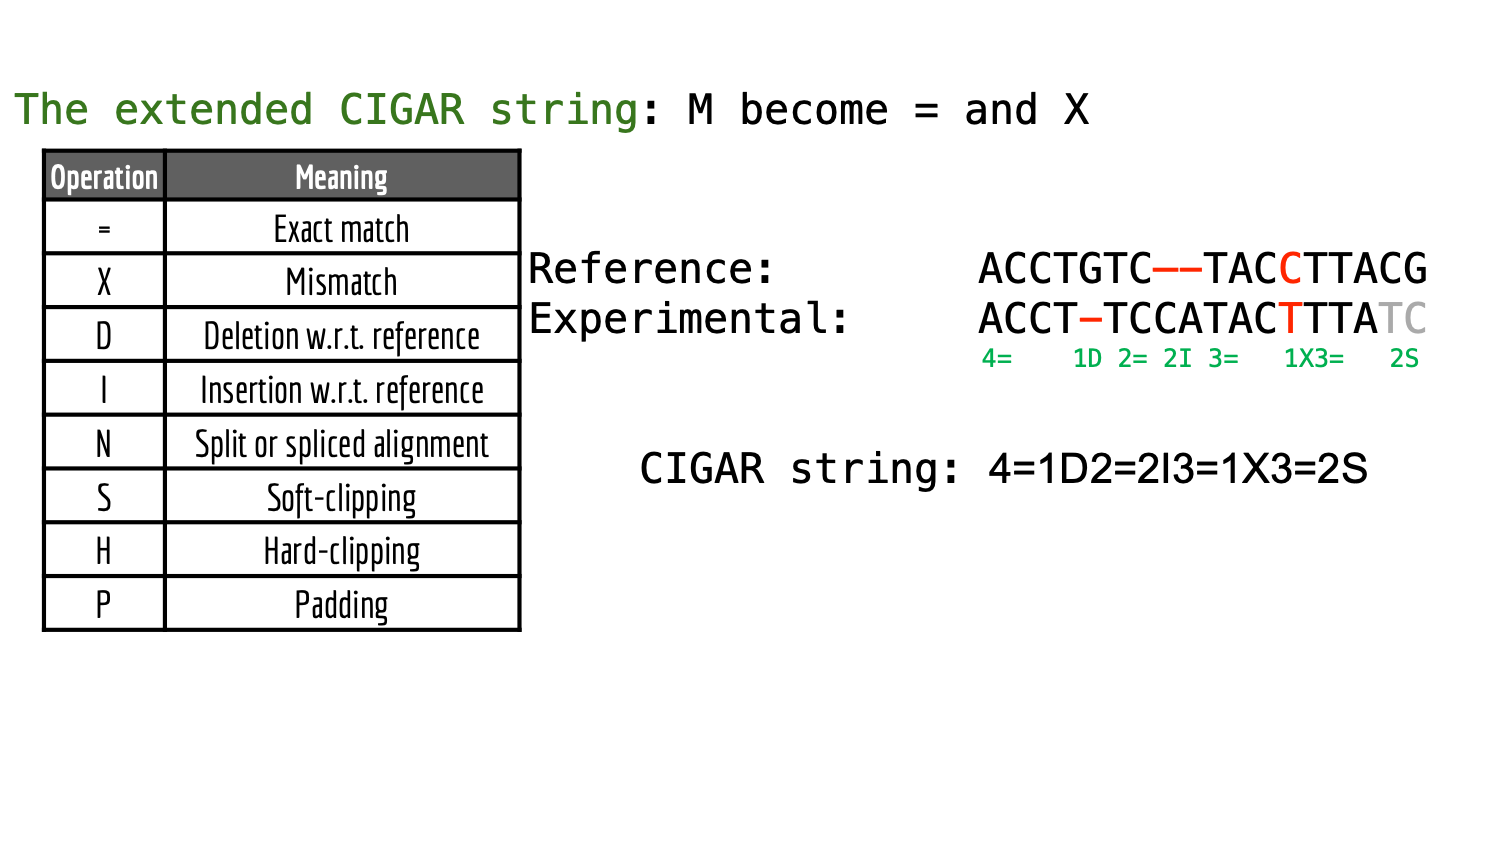 The extended CIGAR string: M become = and X
Operation Meaning
= Exact match
X Mismatch
D Deletion w.r.t. reference
I Insertion w.r.t. reference
N Split or spliced alignment
S Soft-clipping
H Hard-clipping
P Padding
Reference: ACCTGTC––TACCTTACG
Experimental: ACCT–TCCATACTTTATC
4= 1D 2= 2I 3= 1X3= 2S
CIGAR string: 4=1D2=2I3=1X3=2S